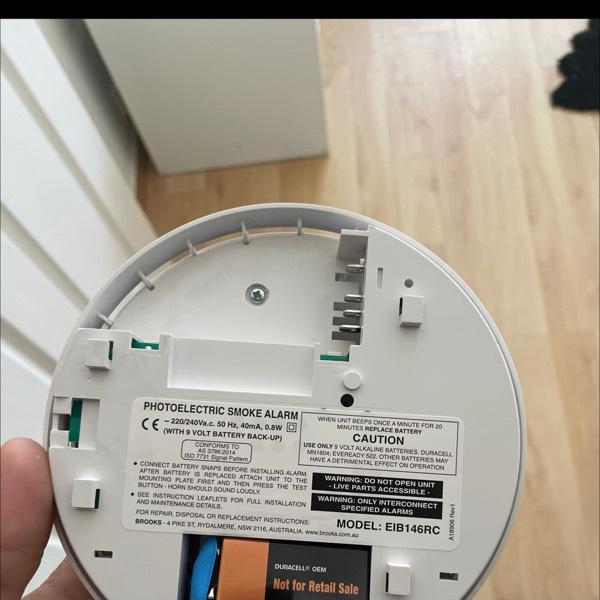 PHOTOELECTRIC SMOKE ALARM
CE ~ 220/240Va.c. 50 Hz, 40mA, 0.8W
(WITH 9 VOLT BATTERY BACK-UP)
CONFORMS TO
AS 3786:2014
ISO 7731 Signal Pattern
• CONNECT BATTERY SNAPS BEFORE INSTALLING ALARM.
AFTER BATTERY IS REPLACED ATTACH UNIT TO THE
MOUNTING PLATE FIRST AND THEN PRESS THE TEST
BUTTON - HORN SHOULD SOUND LOUDLY.
• SEE INSTRUCTION LEAFLETS FOR FULL INSTALLATION
AND MAINTENANCE DETAILS.
FOR REPAIR, DISPOSAL OR REPLACEMENT INSTRUCTIONS:
BROOKS - 4 PIKE ST, RYDALMERE, NSW 2116, AUSTRALIA. www.brooks.com.au
WHEN UNIT BEEPS ONCE A MINUTE FOR 20
MINUTES REPLACE BATTERY
CAUTION
USE ONLY 9 VOLT ALKALINE BATTERIES, DURACELL
MN1604; EVEREADY 522. OTHER BATTERIES MAY
HAVE A DETRIMENTAL EFFECT ON OPERATION
WARNING: DO NOT OPEN UNIT
- LIVE PARTS ACCESSIBLE -
WARNING: ONLY INTERCONNECT
SPECIFIED ALARMS
MODEL: EIB146RC
A18906 Rev1
DURACELL® OEM
Not for Retail Sale